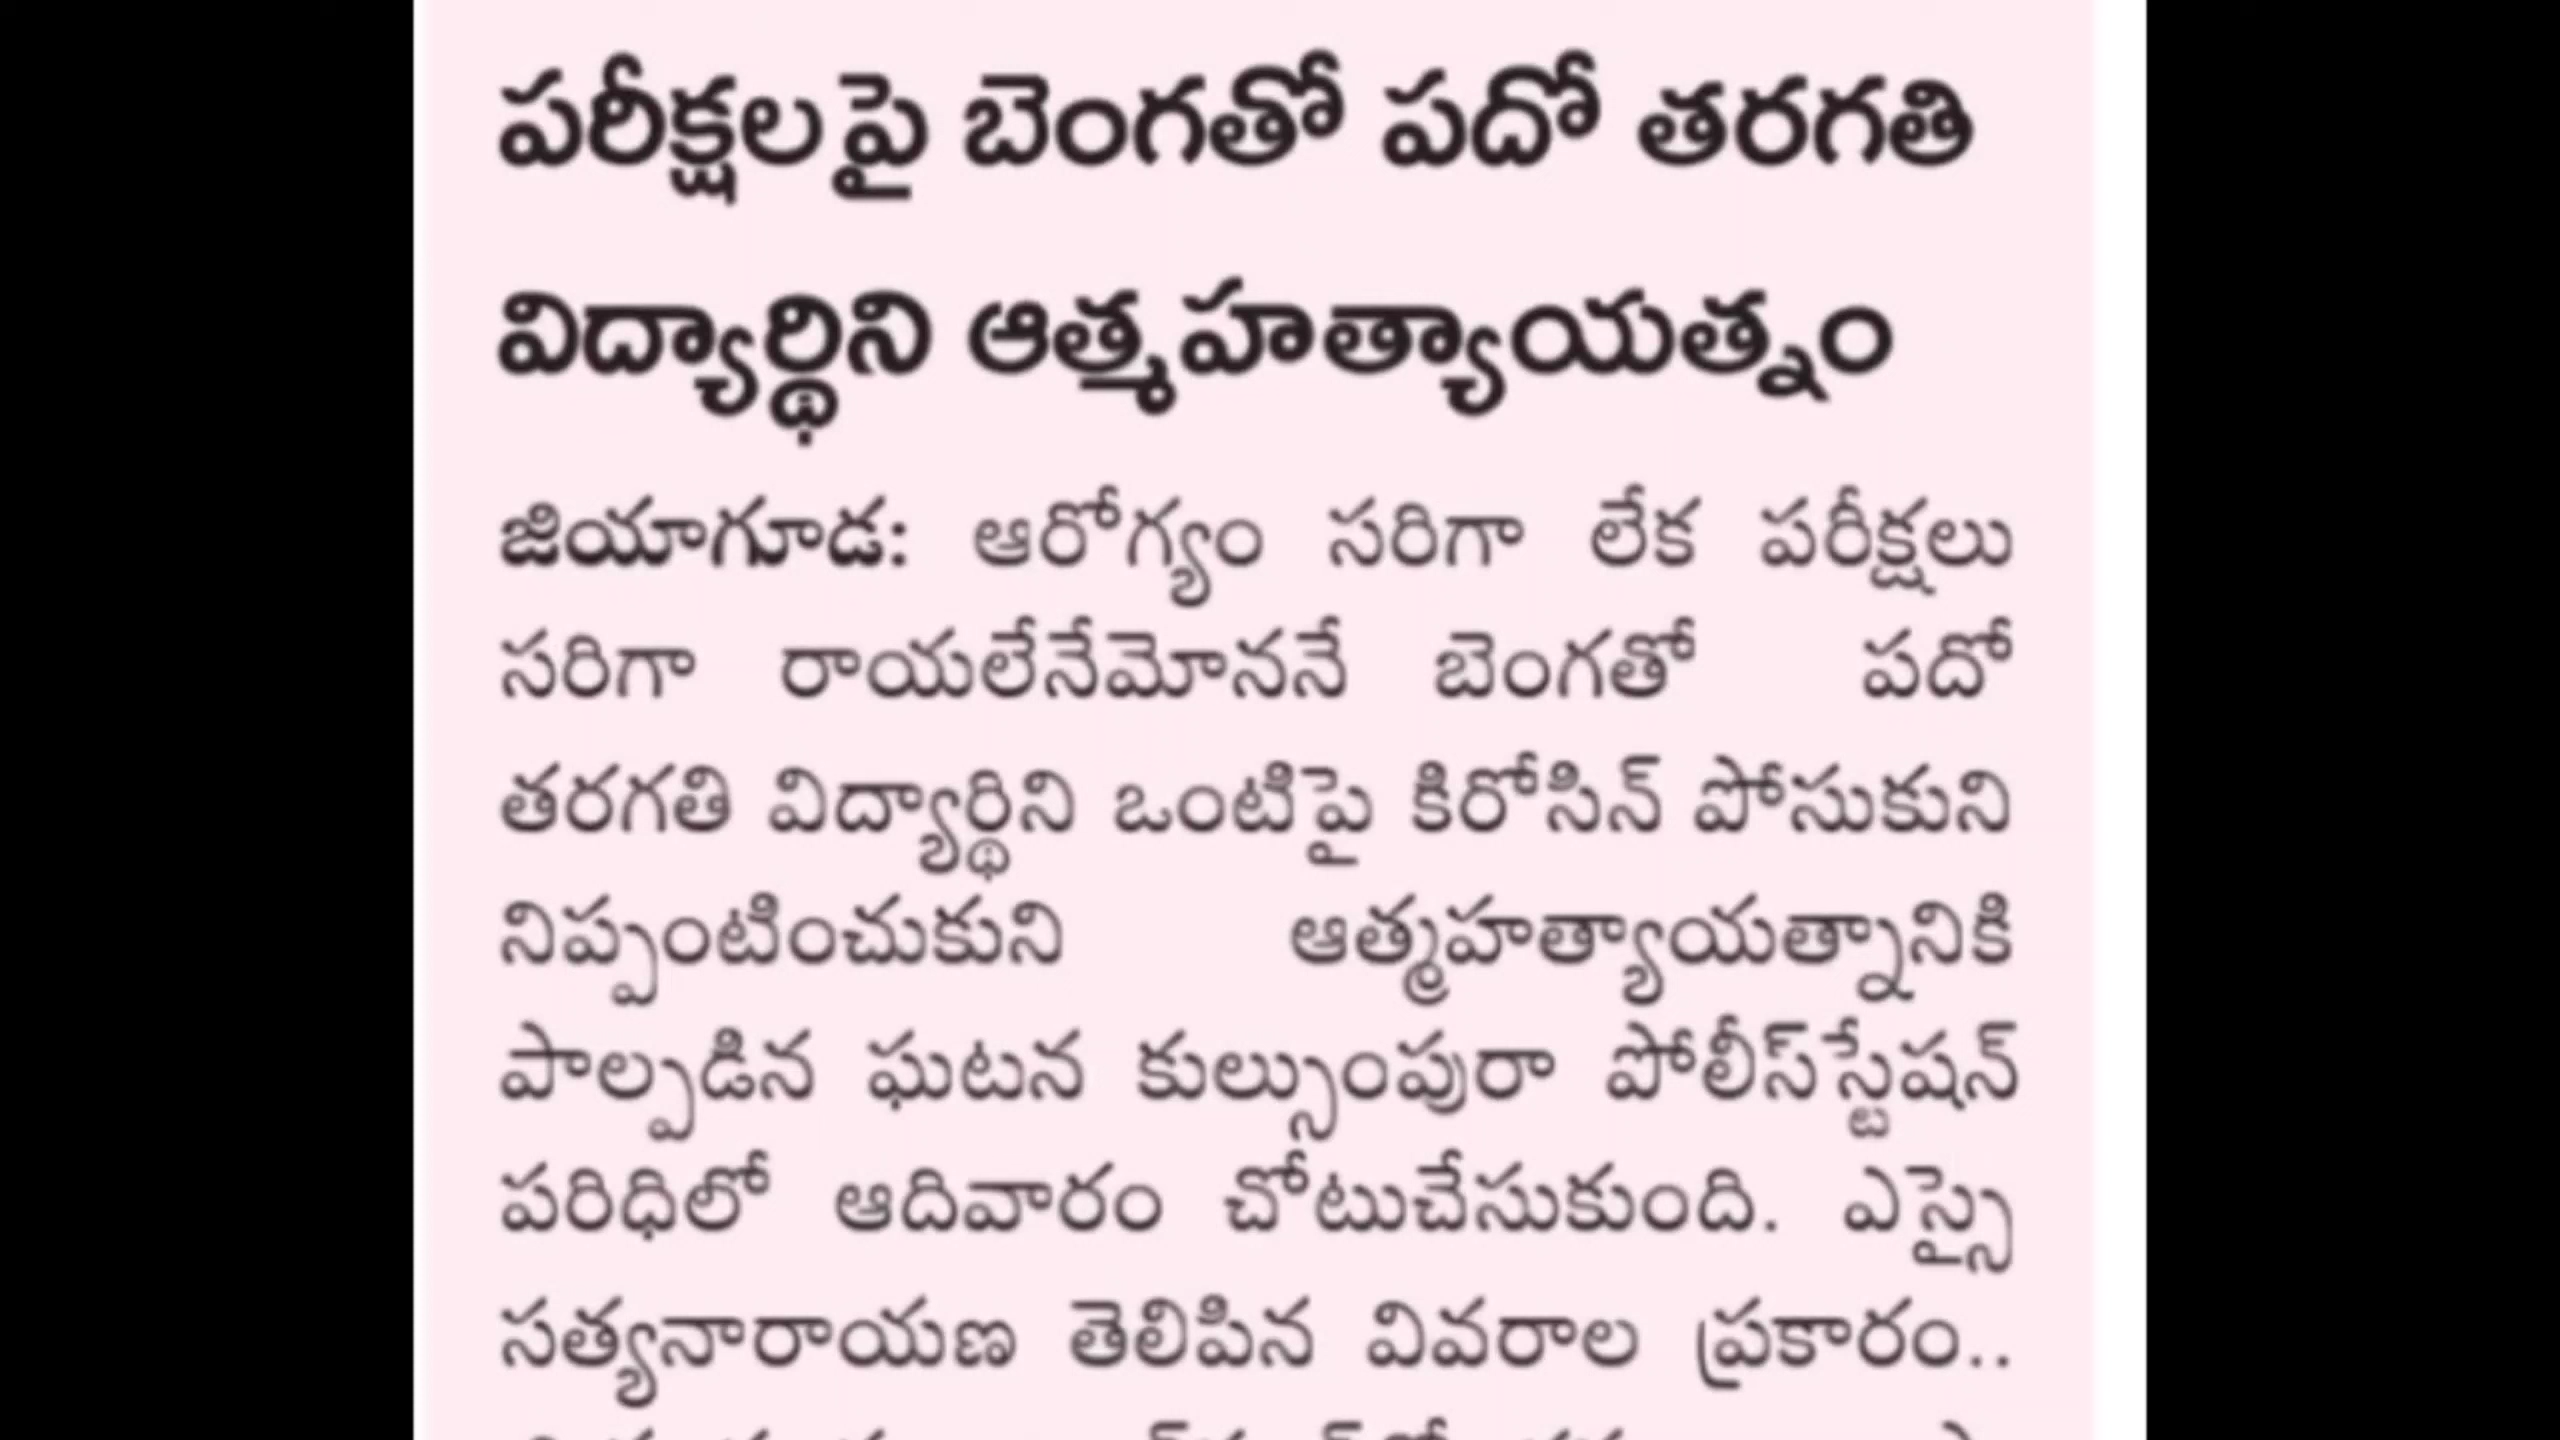 పరీక్షలపై బెంగతో పదో తరగతి
విద్యార్థిని ఆత్మహత్యాయత్నం
జియాగూడ: ఆరోగ్యం సరిగా లేక పరీక్షలు
సరిగా రాయలేనేమోననే బెంగతో పదో
తరగతి విద్యార్థిని ఒంటిపై కిరోసిన్ పోసుకుని
నిప్పంటించుకుని ఆత్మహత్యాయత్నానికి
పాల్పడిన ఘటన కుల్సుంపురా పోలీస్‌స్టేషన్
పరిధిలో ఆదివారం చోటుచేసుకుంది. ఎస్సై
సత్యనారాయణ తెలిపిన వివరాల ప్రకారం..